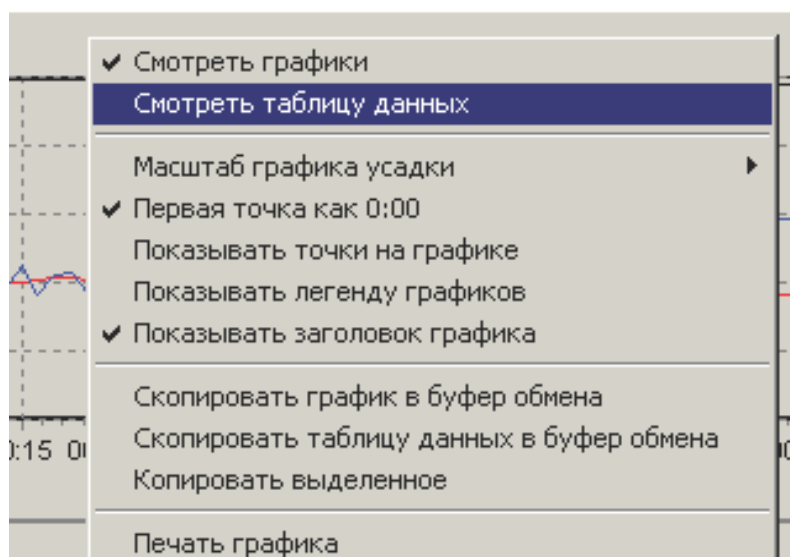 Смотреть графики
Смотреть таблицу данных
Масштаб графика усадки
Первая точка как 0:00
Показывать точки на графике
Показывать легенду графиков
Показывать заголовок графика
Скопировать график в буфер обмена
:15
Скопировать таблицу данных в буфер обмена
Копировать выделенное
Печать графика